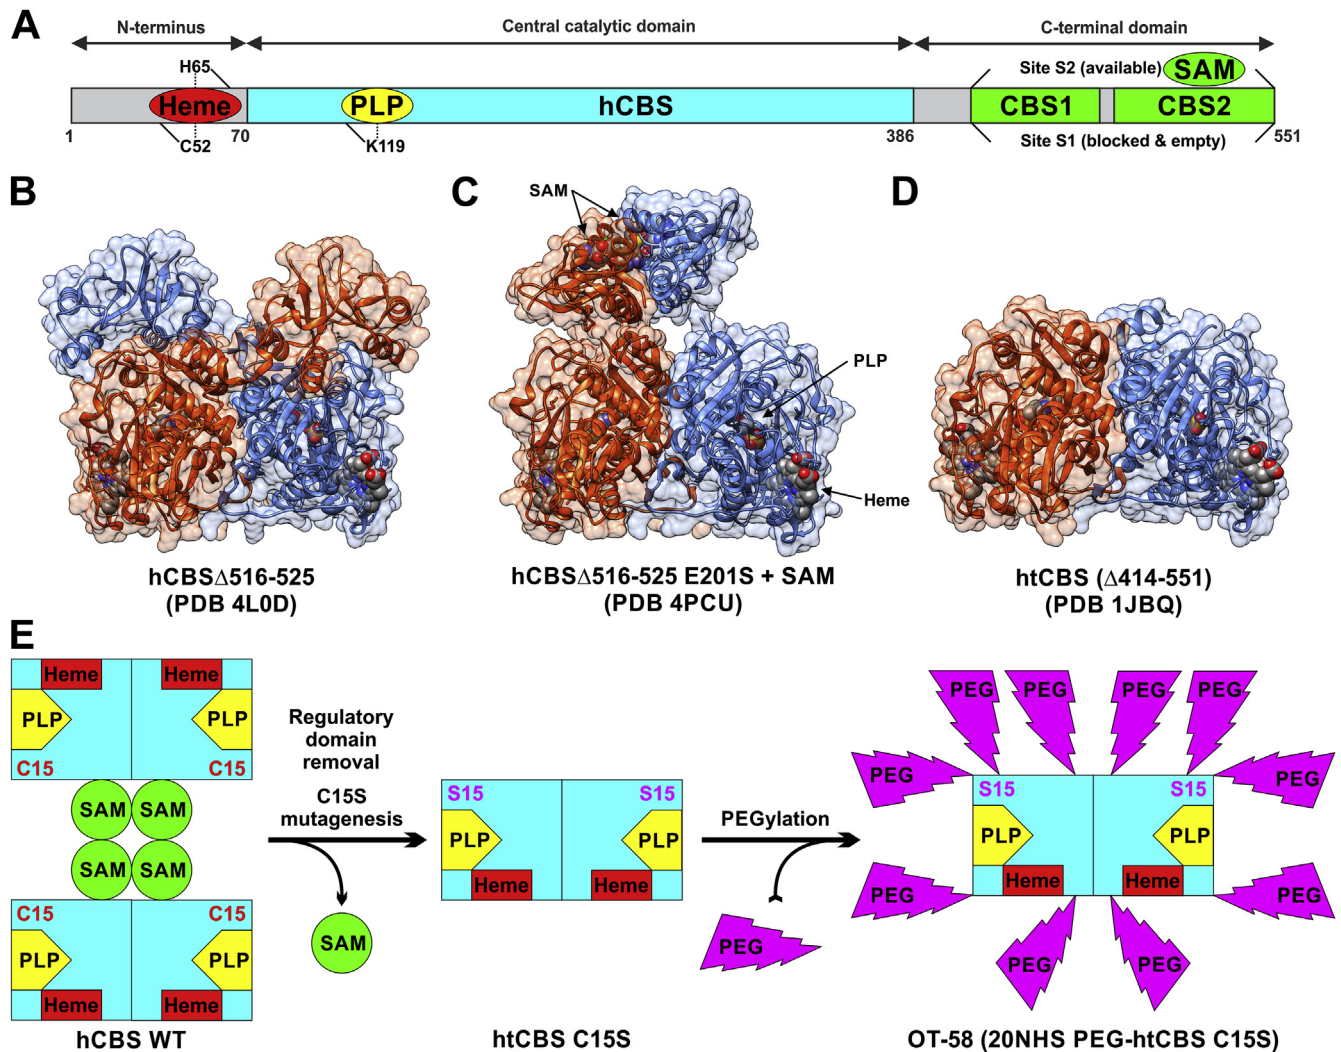 A
N-terminus
Central catalytic domain
C-terminal domain
H65
Site S2 (available)
SAM
Heme
PLP
hCBS
CBS1
CBS2
1
C52
70
K119
386
Site S1 (blocked & empty)
551
B
C
D
SAM
PLP
Heme
hCBSΔ516-525
(PDB 4L0D)
hCBSΔ516-525 E201S + SAM
(PDB 4PCU)
htCBS (Δ414-551)
(PDB 1JBQ)
E
Heme
Heme
PLP
PLP
C15
C15
SAM
SAM
SAM
SAM
C15
C15
PLP
PLP
Heme
Heme
hCBS WT
Regulatory
domain
removal
C15S
mutagenesis
SAM
S15
S15
PLP
PLP
Heme
Heme
htCBS C15S
PEGylation
PEG
PEG
PEG
PEG
PEG
PEG
PEG
S15
S15
PLP
PLP
Heme
Heme
PEG
PEG
PEG
PEG
OT-58 (20NHS PEG-htCBS C15S)